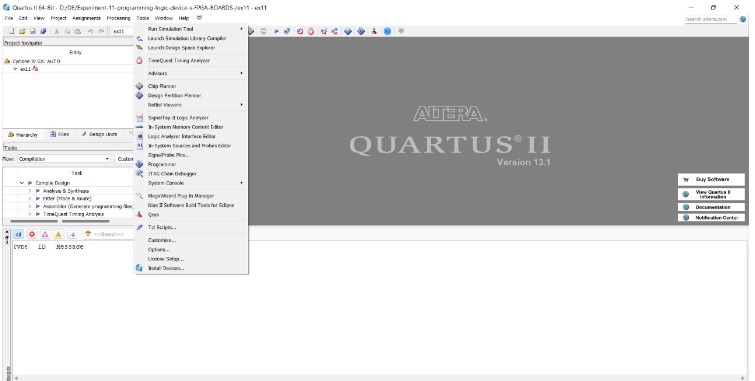 Quartus II 64-Bit - D:/DE/Experiment-11-programming-logic-device-s-FPGA-BOARDS-/ex11 - ex11
File Edit View Project Assignments Processing Tools Window Help
Search altera.com
ex11
Project Navigator
Entity
Cyclone IV GX: AUTO
ex11
Hierarchy Files Design Units
Tasks
Flow: Compilation Custom
Task
Compile Design
Analysis & Synthesis
Fitter (Place & Route)
Assembler (Generate programming files)
TimeQuest Timing Analysis
Run Simulation Tool
Launch Simulation Library Compiler
Launch Design Space Explorer
TimeQuest Timing Analyzer
Advisors
Chip Planner
Design Partition Planner
Netlist Viewers
SignalTap II Logic Analyzer
In-System Memory Content Editor
Logic Analyzer Interface Editor
In-System Sources and Probes Editor
SignalProbe Pins...
Programmer
JTAG Chain Debugger
System Console
MegaWizard Plug-In Manager
Nios II Software Build Tools for Eclipse
Qsys
Tcl Scripts...
Customize...
Options...
License Setup...
Install Devices...
ALTERA
QUARTUS® II
Version 13.1
Buy Software
View Quartus II
Information
Documentation
Notification Center
All <<Search>>
Type ID Message